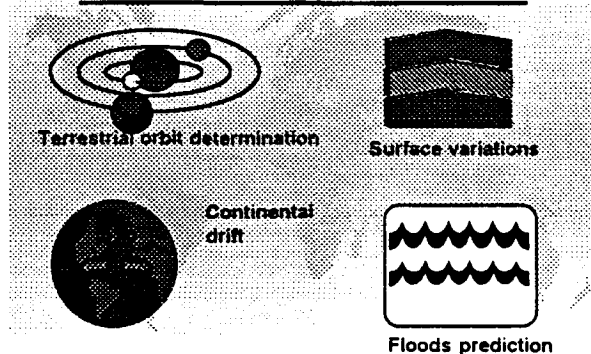 Terrestrial orbit determination
Surface variations
Continental
drift
Floods prediction